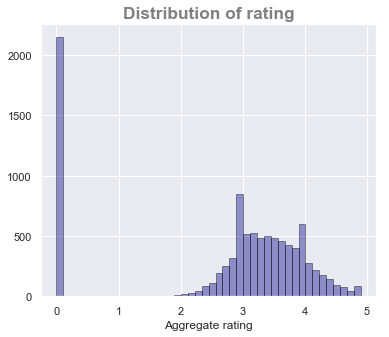 Distribution of rating
2000
1500
1000
500
0
0 1 2 3 4 5
Aggregate rating